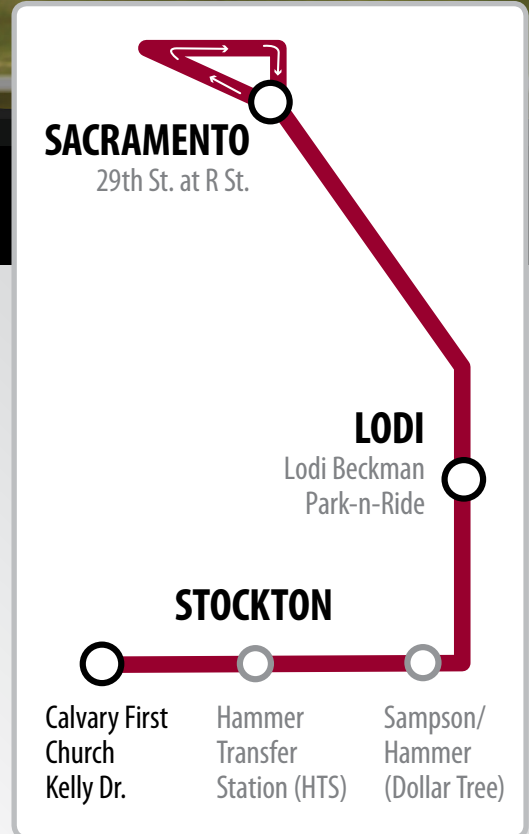 SACRAMENTO
29th St. at R St.
LODI
Lodi Beckman
Park-n-Ride
STOCKTON
Calvary First
Church
Kelly Dr.
Hammer
Transfer
Station (HTS)
Sampson/
Hammer
(Dollar Tree)